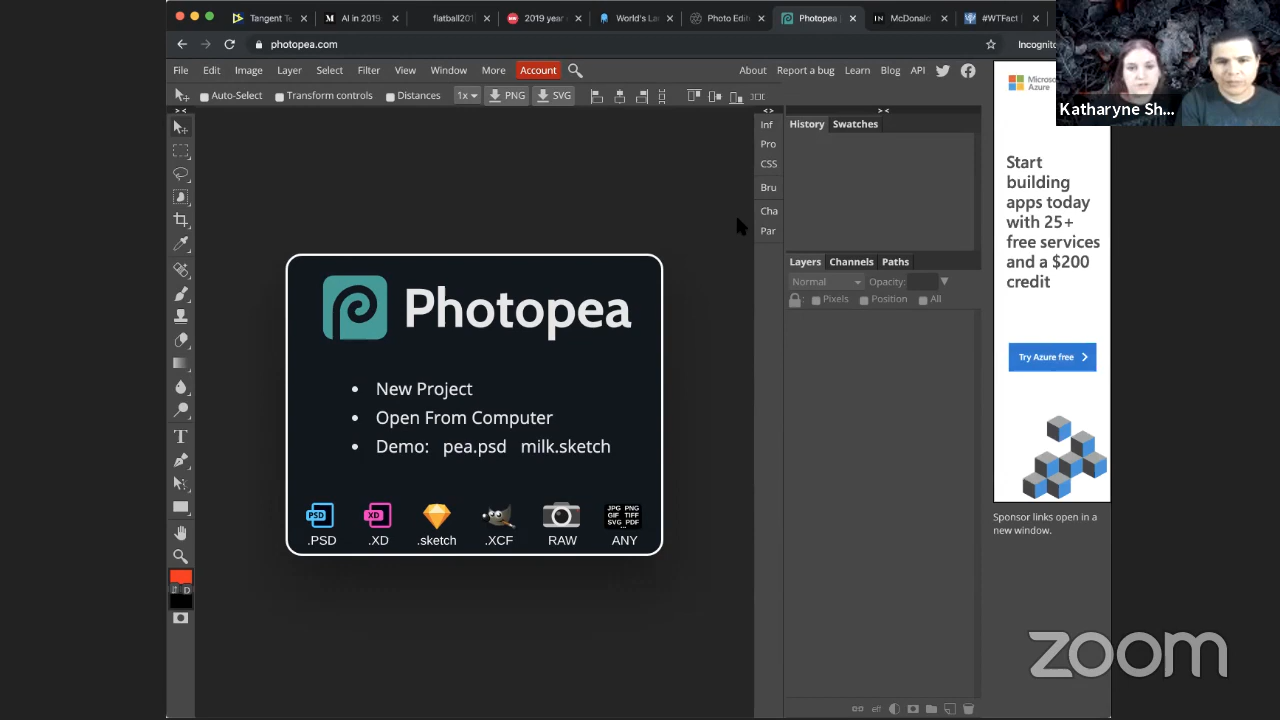 Tangent Te
AI in 2019
flatball201
2019 year
World's La
Photo Edit
Photopea
McDonald
#WTFact
photopea.com
Incognito
File Edit Image Layer Select Filter View Window More Account
About Report a bug Learn Blog API
Auto-Select Transform controls Distances 1x PNG SVG
Inf
Pro
CSS
Bru
Cha
Par
History Swatches
Layers Channels Paths
Normal Opacity:
Pixels Position All
Photopea
New Project
Open From Computer
Demo: pea.psd milk.sketch
PSD XD JPG PNG
GIF TIFF
SVG PDF
.PSD .XD .sketch .XCF RAW ANY
T
D
eff
Microso
Azure
Start
building
apps today
with 25+
free services
and a $200
credit
Try Azure free
Sponsor links open in a
new window.
Katharyne Sh...
zoom